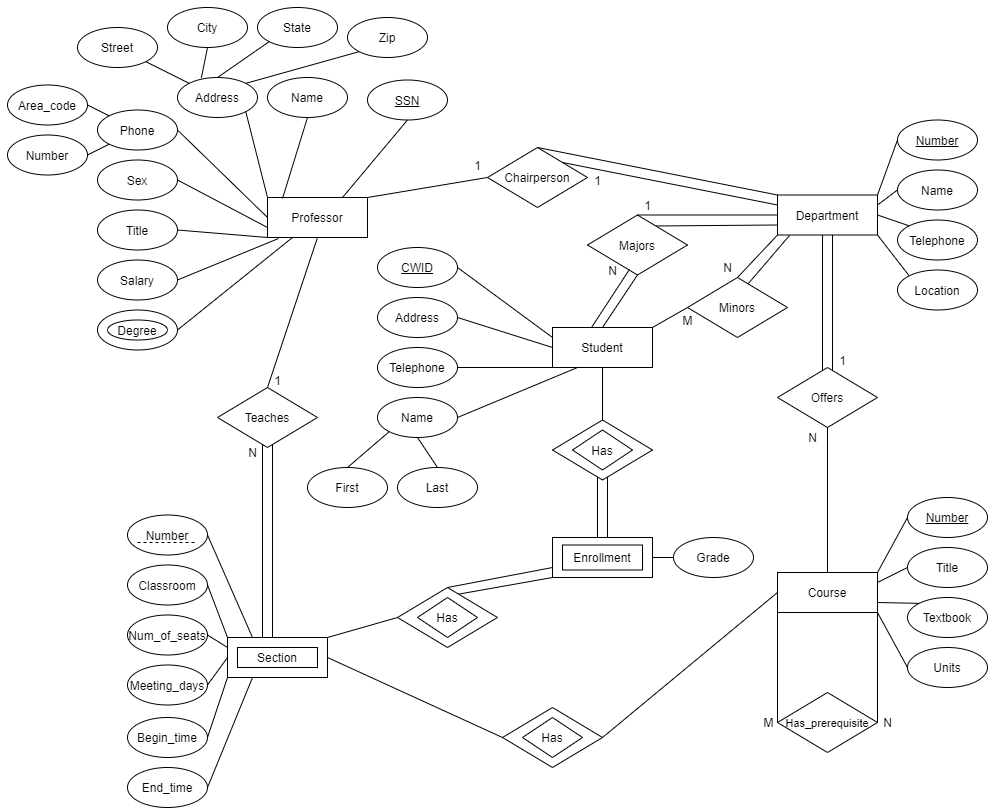 City
State
Zip
Street
Address
Name
SSN
Area_code
Phone
Number
Number
1
Chairperson
1
Sex
Name
Professor
1
Department
Title
Telephone
Majors
N
N
CWID
Salary
Location
Minors
Address
M
Degree
Student
1
Telephone
1
Offers
Teaches
Name
N
N
Has
First
Last
Number
Number
Enrollment
Grade
Title
Classroom
Course
Has
Textbook
Num_of_seats
Section
Units
Meeting_days
M
Has_prerequisite
N
Begin_time
Has
End_time